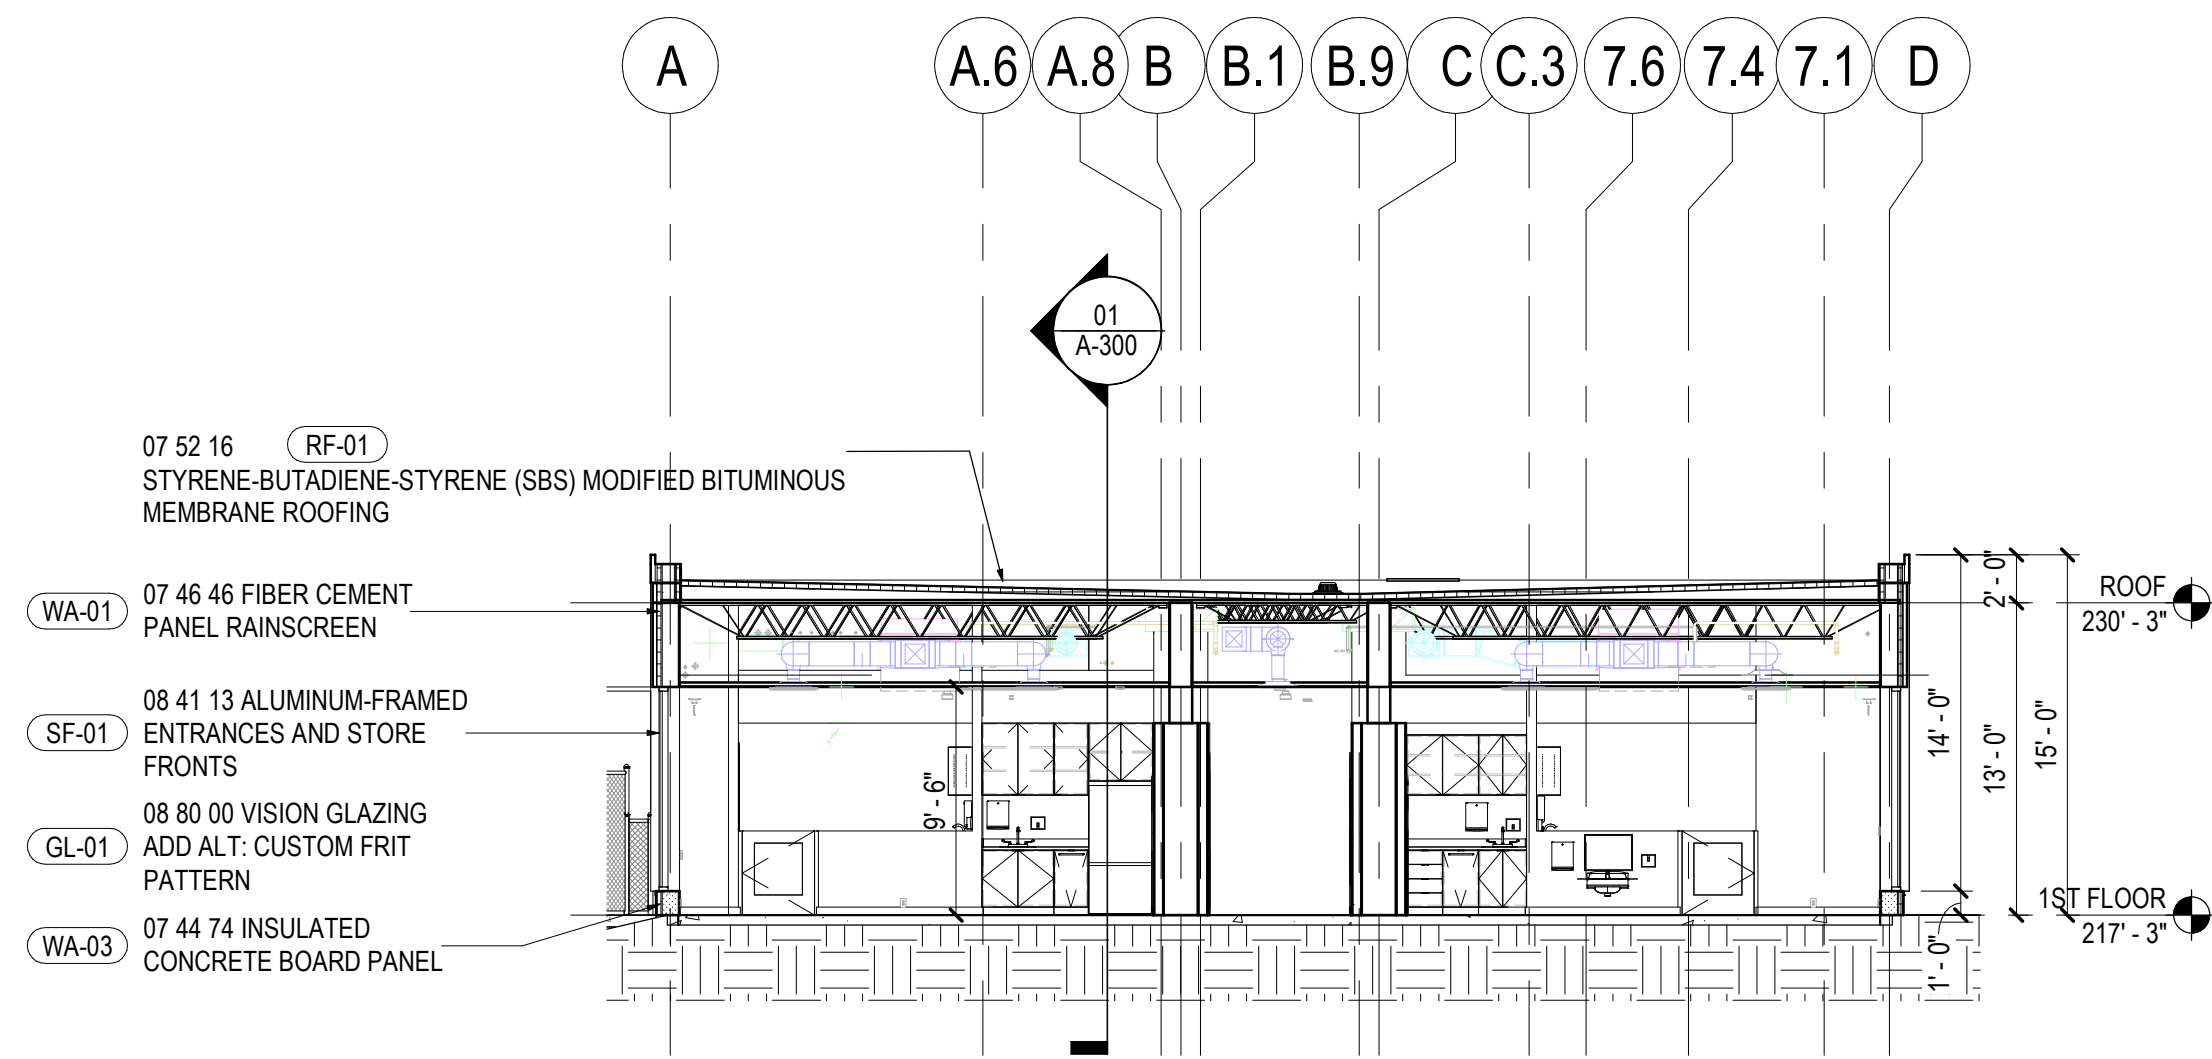 A
A.6
A.8
B
B.1
B.9
C
C.3
7.6
7.4
7.1
D
01
A-300
07 52 16
RF-01
STYRENE-BUTADIENE-STYRENE (SBS) MODIFIED BITUMINOUS
MEMBRANE ROOFING
WA-01
07 46 46 FIBER CEMENT
PANEL RAINSCREEN
SF-01
08 41 13 ALUMINUM-FRAMED
ENTRANCES AND STORE
FRONTS
GL-01
08 80 00 VISION GLAZING
ADD ALT: CUSTOM FRIT
PATTERN
WA-03
07 44 74 INSULATED
CONCRETE BOARD PANEL
9' - 6"
14' - 0"
1' - 0"
2' - 0"
13' - 0"
15' - 0"
ROOF
230' - 3"
1ST FLOOR
217' - 3"